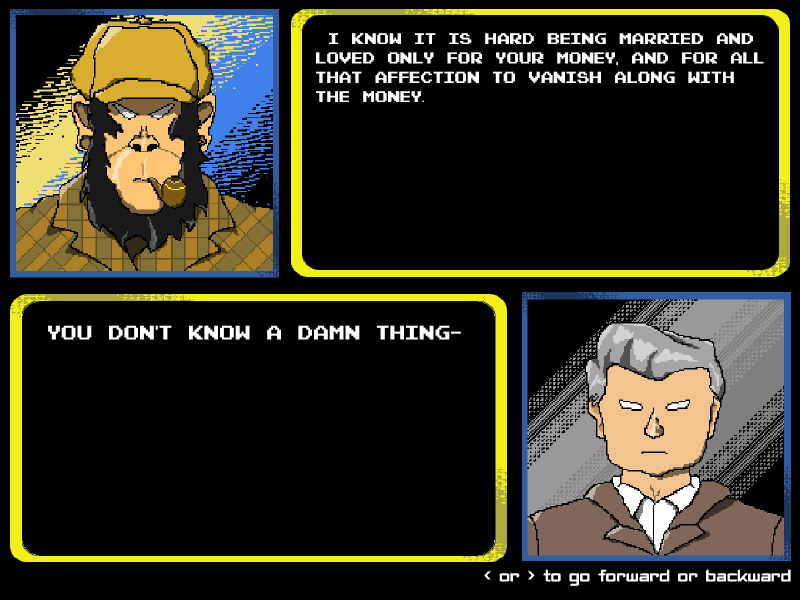 I KNOW IT IS HARD BEING MARRIED AND
LOVED ONLY FOR YOUR MONEY, AND FOR ALL
THAT AFFECTION TO VANISH ALONG WITH
THE MONEY.
YOU DON'T KNOW A DAMN THING-
< or > to go forward or backward